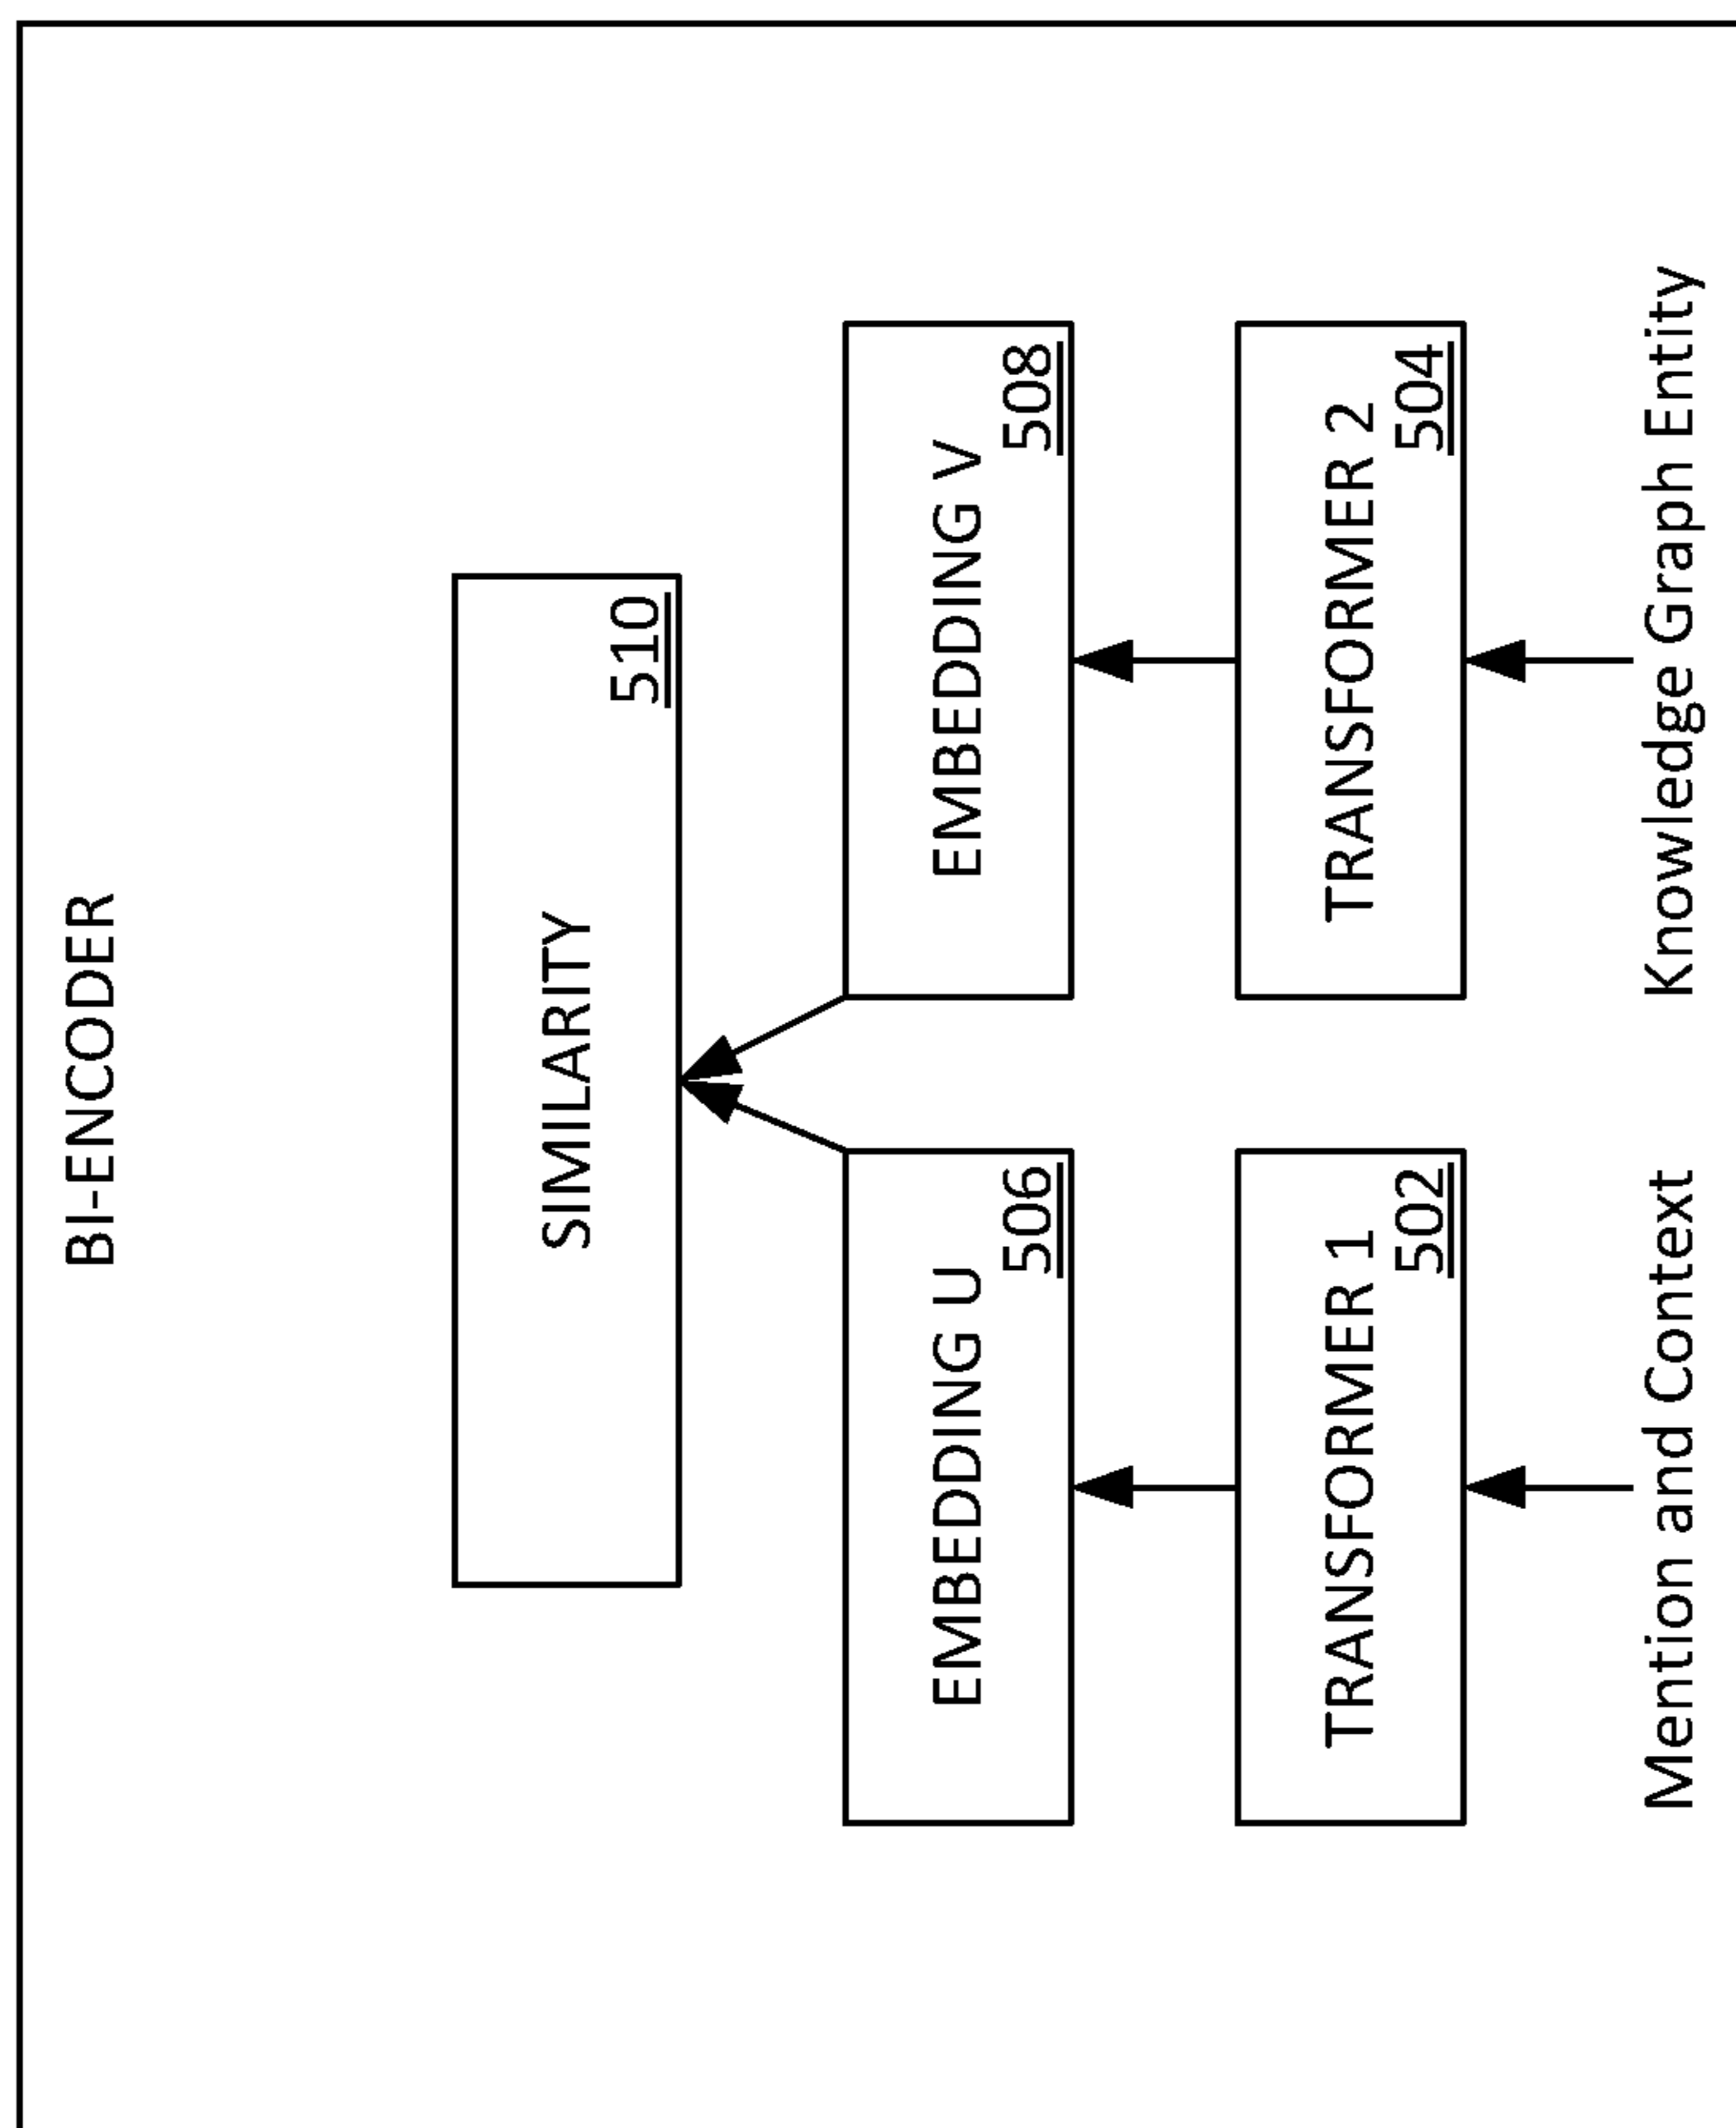 BI-ENCODER
SIMILARITY
510
EMBEDDING U
506
EMBEDDING V
508
TRANSFORMER 1
502
TRANSFORMER 2
504
Mention and Context
Knowledge Graph Entity